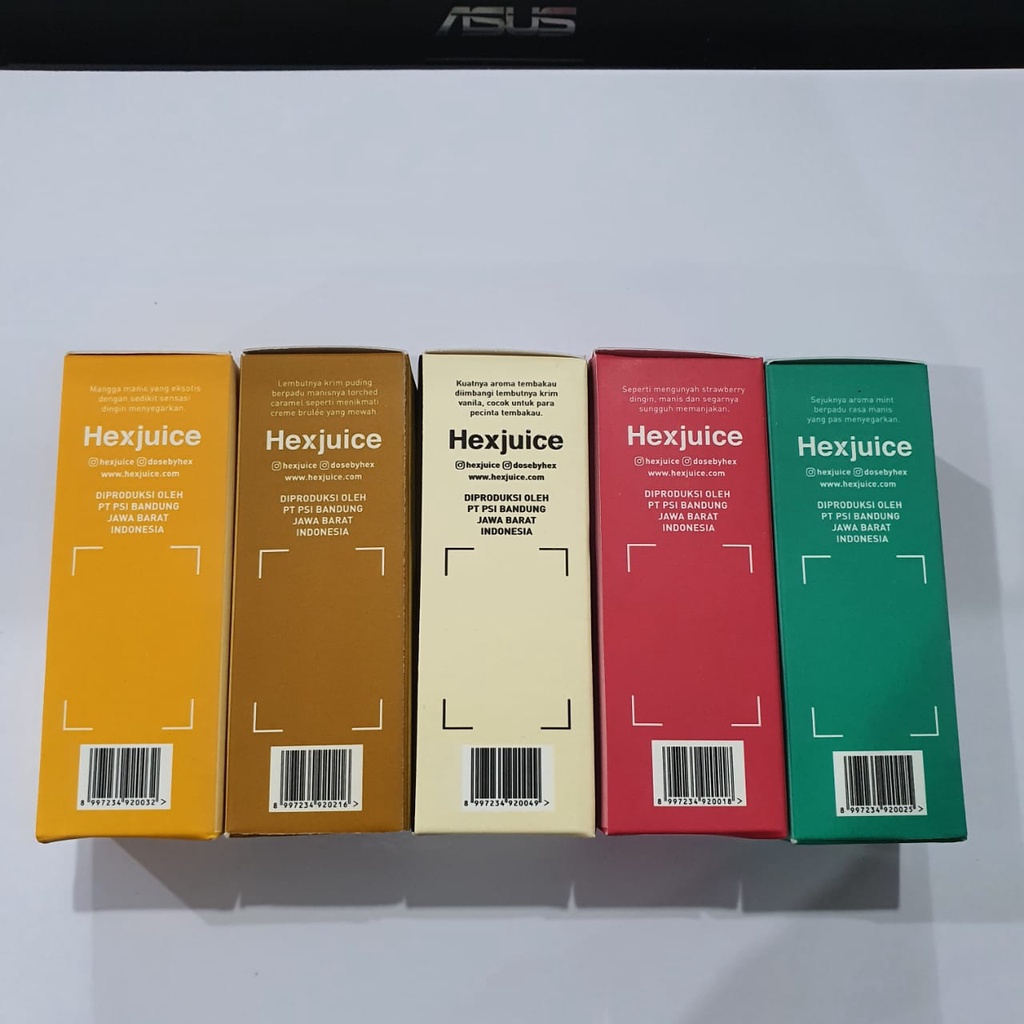 ASUS
Mangga manis yang eksotis
dengan sedikit sensasi
dingin menyegarkan.
Hexjuice
hexjuice dosebyhex
www.hexjuice.com
DIPRODUKSI OLEH
PT PSI BANDUNG
JAWA BARAT
INDONESIA
8 997234 920032 >
Lembutnya krim puding
berpadu manisnya torched
caramel seperti menikmati
creme brulée yang mowah.
Hexjuice
hexjuice dosebyhex
www.hexjuice.com
DIPRODUKSI OLEH
PT PSI BANDUNG
JAWA BARAT
INDONESIA
8 997234 920216 >
Kuatnya aroma tembakau
diimbangi lembutnya krim
vanila, cocok untuk para
pecinta tembakau.
Hexjuice
hexjuice dosebyhex
www.hexjuice.com
DIPRODUKSI OLEH
PT PSI BANDUNG
JAWA BARAT
INDONESIA
8 997234 920049 >
Seperti mengunyah strawberry
dingin, manis dan segarnya
sungguh memanjakan.
Hexjuice
hexjuice dosebyhex
www.hexjuice.com
DIPRODUKSI OLEH
PT PSI BANDUNG
JAWA BARAT
INDONESIA
8 997234 920018 >
Sejuknya aroma mint
berpadu rasa manis
yang pas menyegarkan.
Hexjuice
hexjuice dosebyhex
www.hexjuice.com
DIPRODUKSI OLEH
PT PSI BANDUNG
JAWA BARAT
INDONESIA
8 997234 920025 >